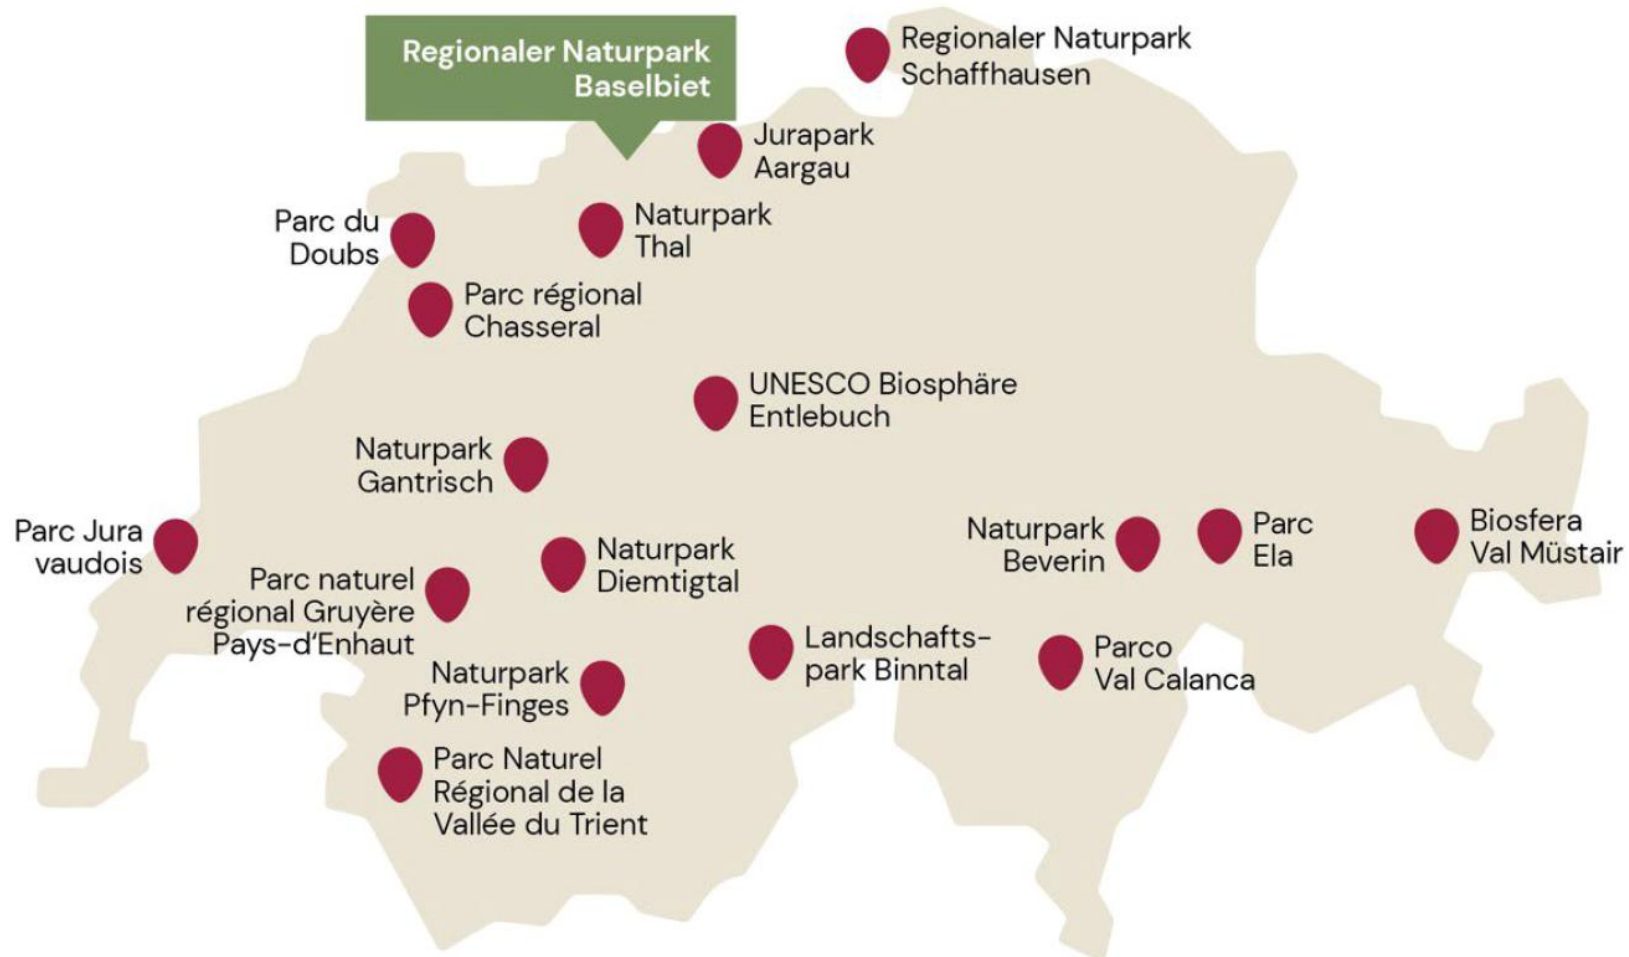 Regionaler Naturpark
Baselbiet
Regionaler Naturpark
Schaffhausen
Jurapark
Aargau
Parc du
Doubs
Naturpark
Thal
Parc régional
Chasseral
UNESCO Biosphäre
Entlebuch
Naturpark
Gantrisch
Parc Jura
vaudois
Naturpark
Beverin
Parc
Ela
Biosfera
Val Müstair
Naturpark
Diemtigtal
Parc naturel
régional Gruyère
Pays-d‘Enhaut
Landschafts-
park Binntal
Parco
Val Calanca
Naturpark
Pfyn-Finges
Parc Naturel
Régional de la
Vallée du Trient